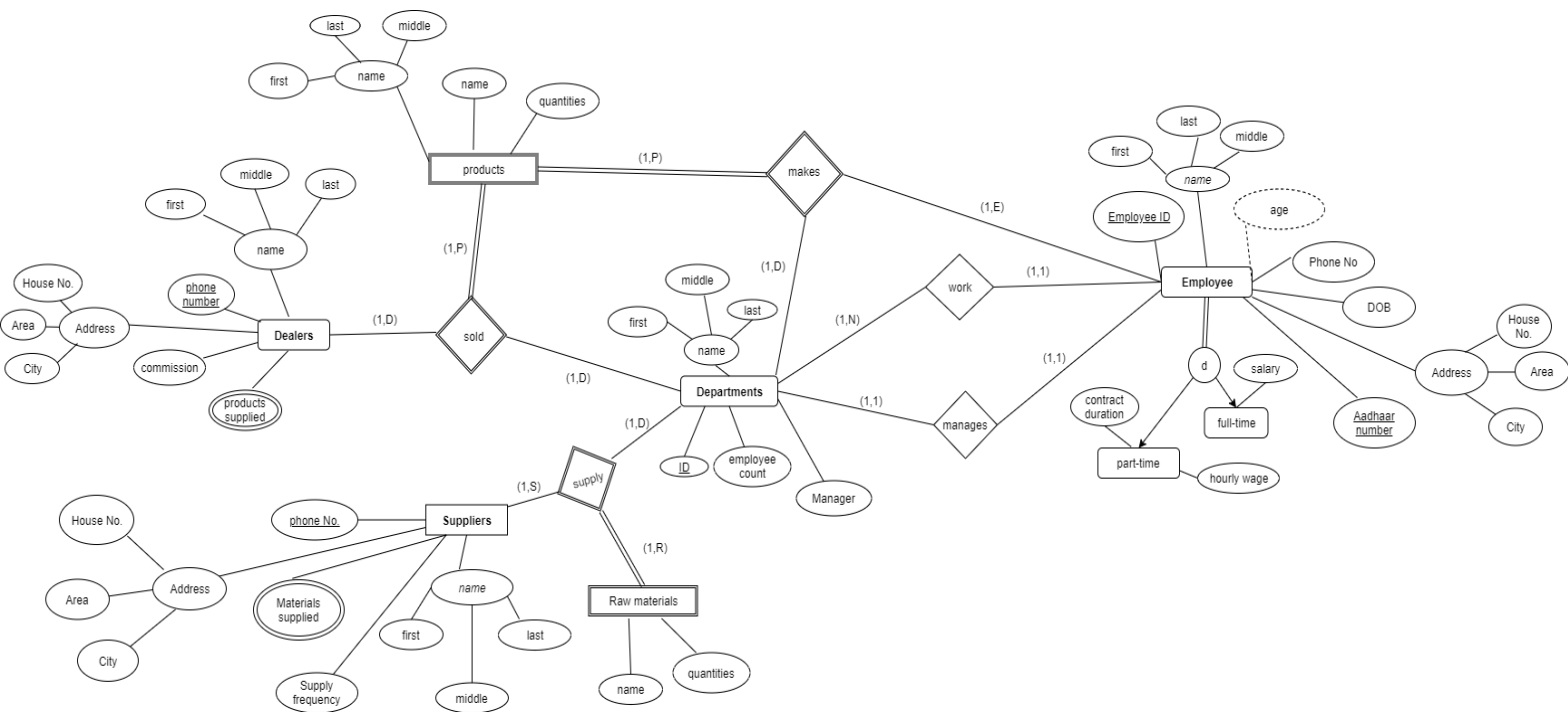 last
middle
first
name
name
quantities
products
(1,P)
makes
(1,E)
last
first
middle
name
Employee ID
age
Phone No
Employee
DOB
House
No.
Area
Address
City
Aadhaar
number
d
salary
full-time
contract
duration
part-time
hourly wage
middle
first
last
name
House No.
Area
Address
City
phone
number
Dealers
commission
products
supplied
(1,P)
(1,D)
sold
(1,D)
(1,D)
work
(1,1)
(1,N)
(1,1)
(1,1)
manages
middle
first
last
name
Departments
ID
employee
count
Manager
(1,D)
supply
(1,S)
(1,R)
phone No.
Suppliers
House No.
Area
Address
City
Materials
supplied
name
first
last
middle
Supply
frequency
Raw materials
name
quantities